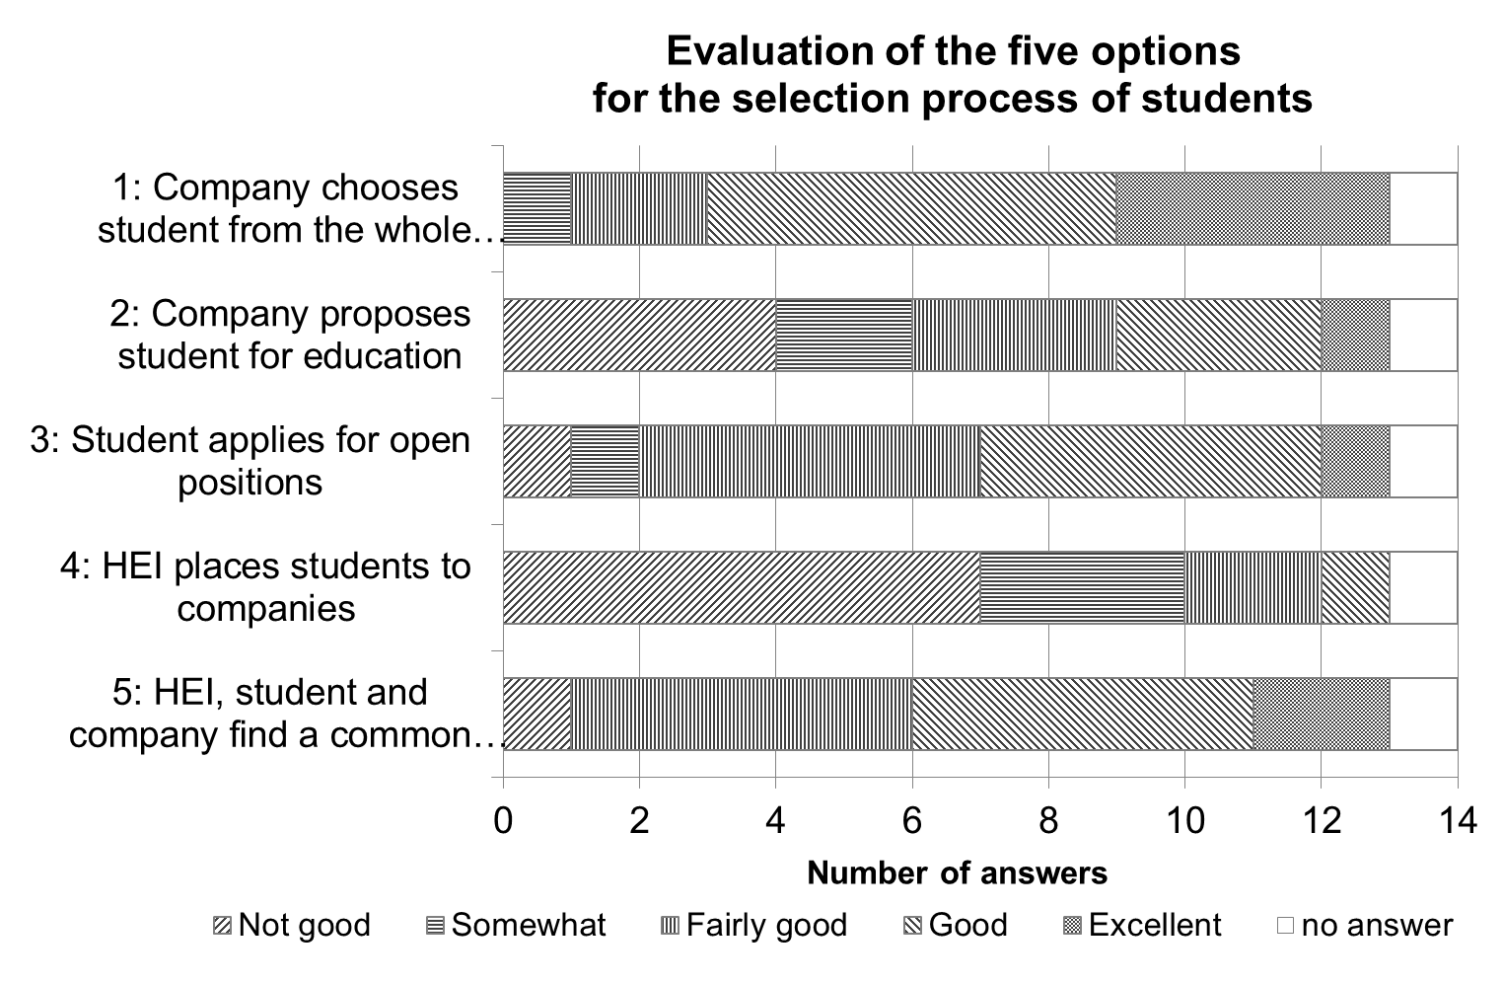 Evaluation of the five options
for the selection process of students
1: Company chooses
student from the whole…
2: Company proposes
student for education
3: Student applies for open
positions
4: HEI places students to
companies
5: HEI, student and
company find a common…
0 2 4 6 8 10 12 14
Number of answers
Not good Somewhat Fairly good Good Excellent no answer